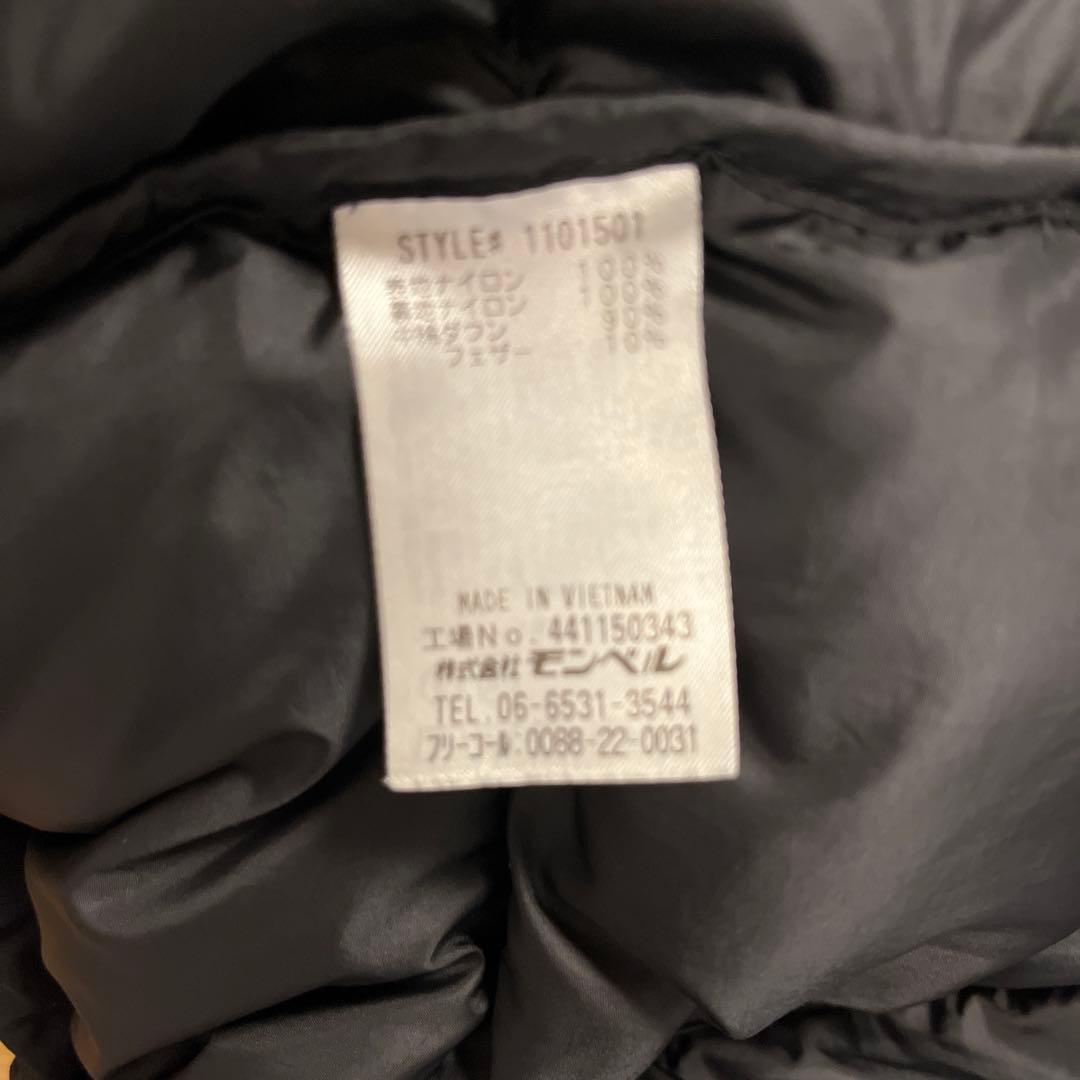 STYLE# 1101501
表地ナイロン 100%
裏地ナイロン 100%
中綿ダウン 90%
フェザー 10%
MADE IN VIETNAM
工場No. 441150343
株式会社 モンベル
TEL.06-6531-3544
フリーコール:0088-22-0031